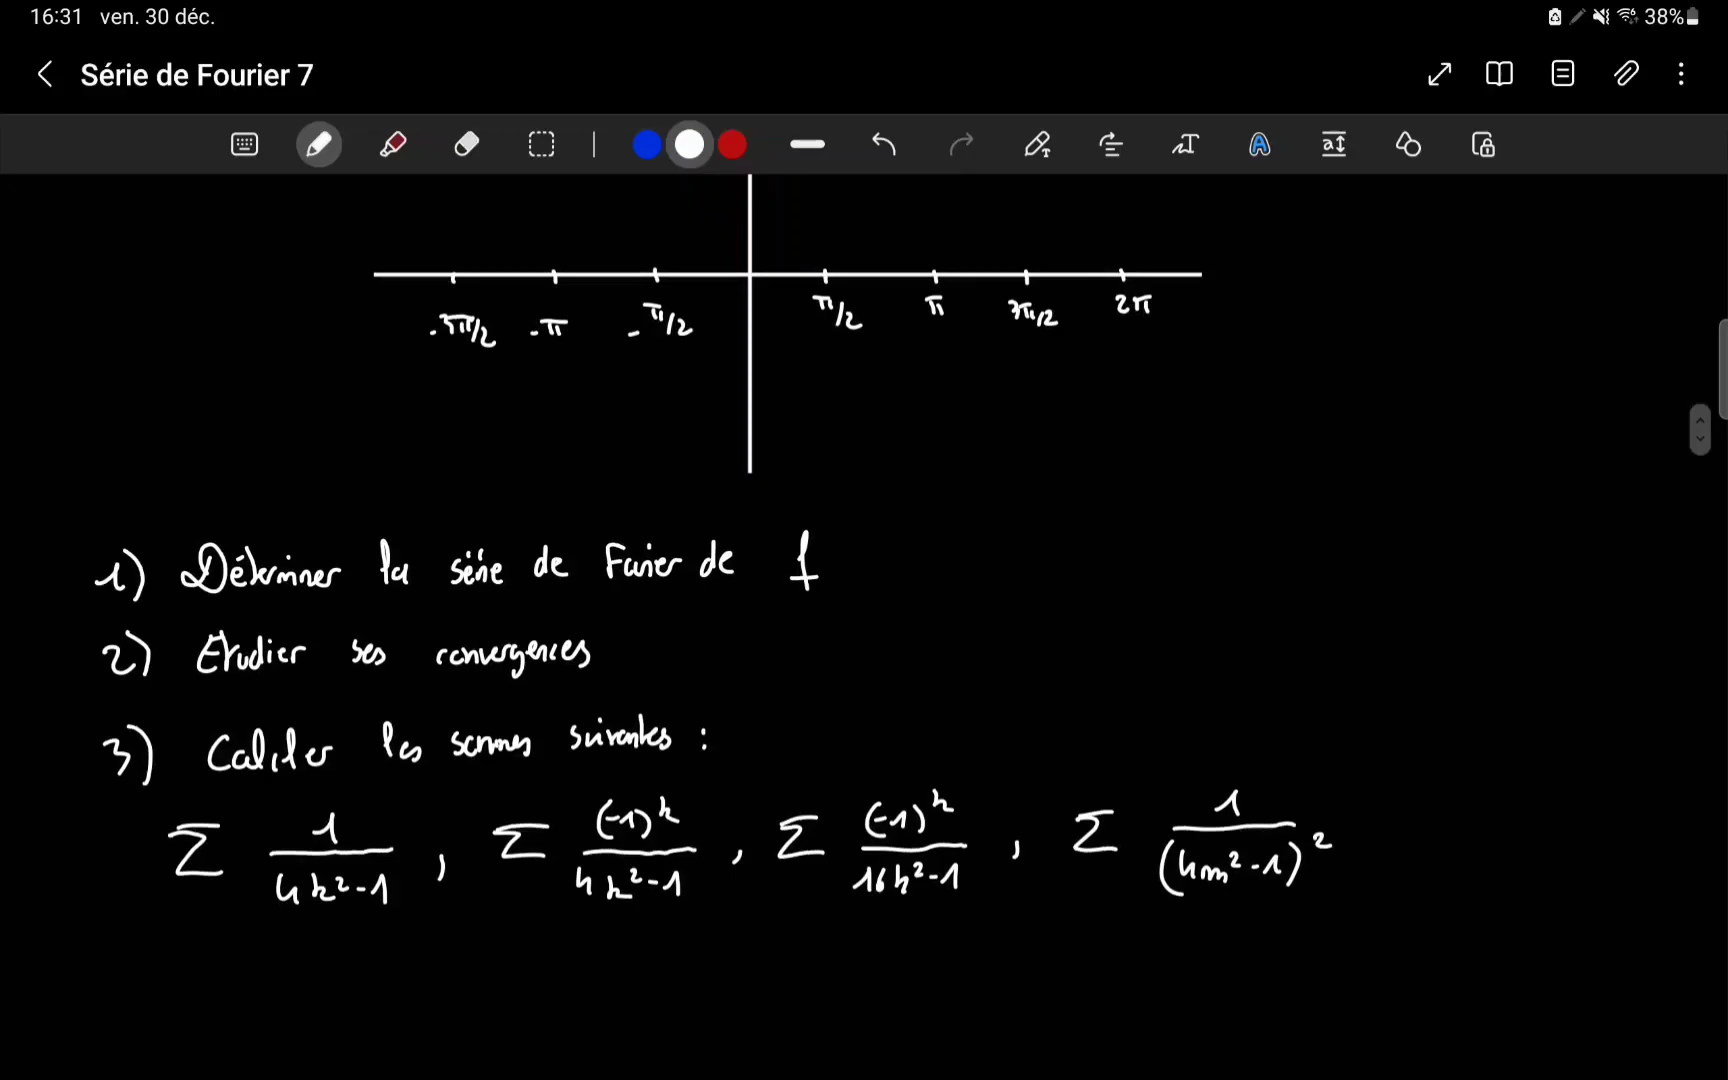 16:31 ven. 30 déc. 38%
Série de Fourier 7
-3π/2 -π -π/2 π/2 π 3π/2 2π
1) Déterminer la série de Fourier de f
2) Etudier ses convergences
3) Calculer les sommes suivantes :
Σ 1/(4k²-1) , Σ (-1)^k/(4k²-1) , Σ (-1)^k/(16k²-1) , Σ 1/(4m²-1)²